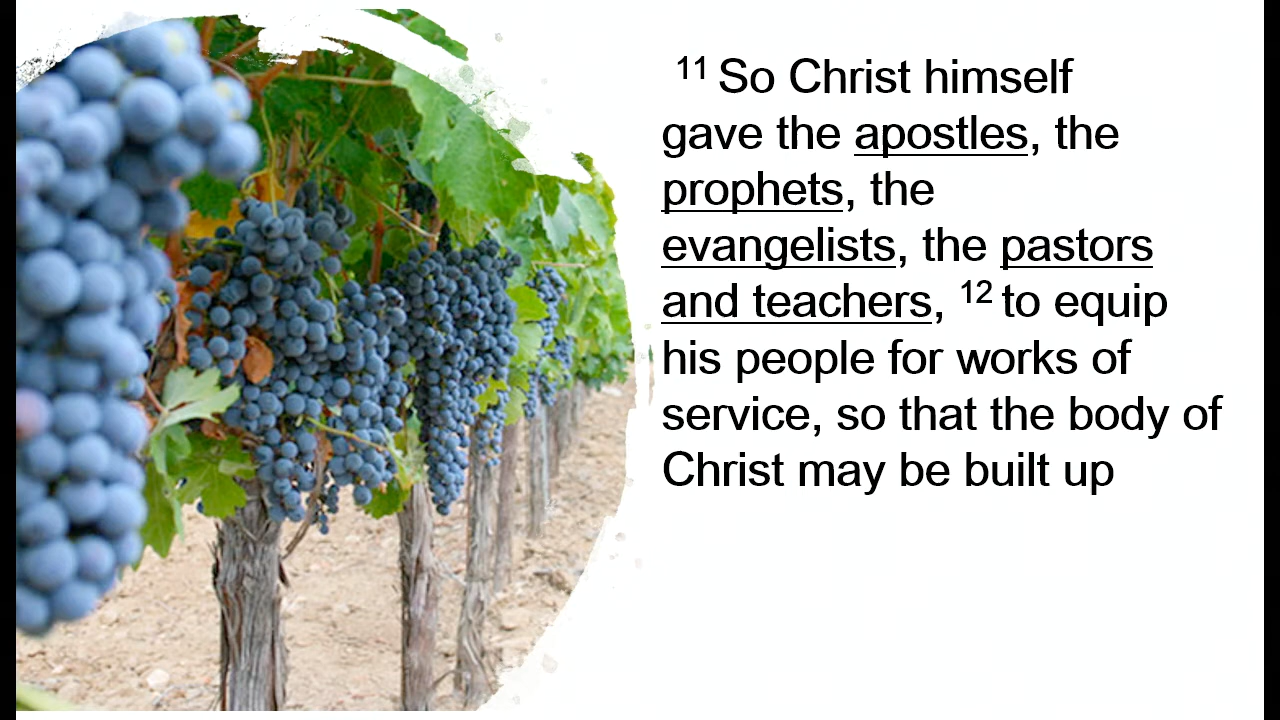 11 So Christ himself
gave the apostles, the
prophets, the
evangelists, the pastors
and teachers, 12 to equip
his people for works of
service, so that the body of
Christ may be built up